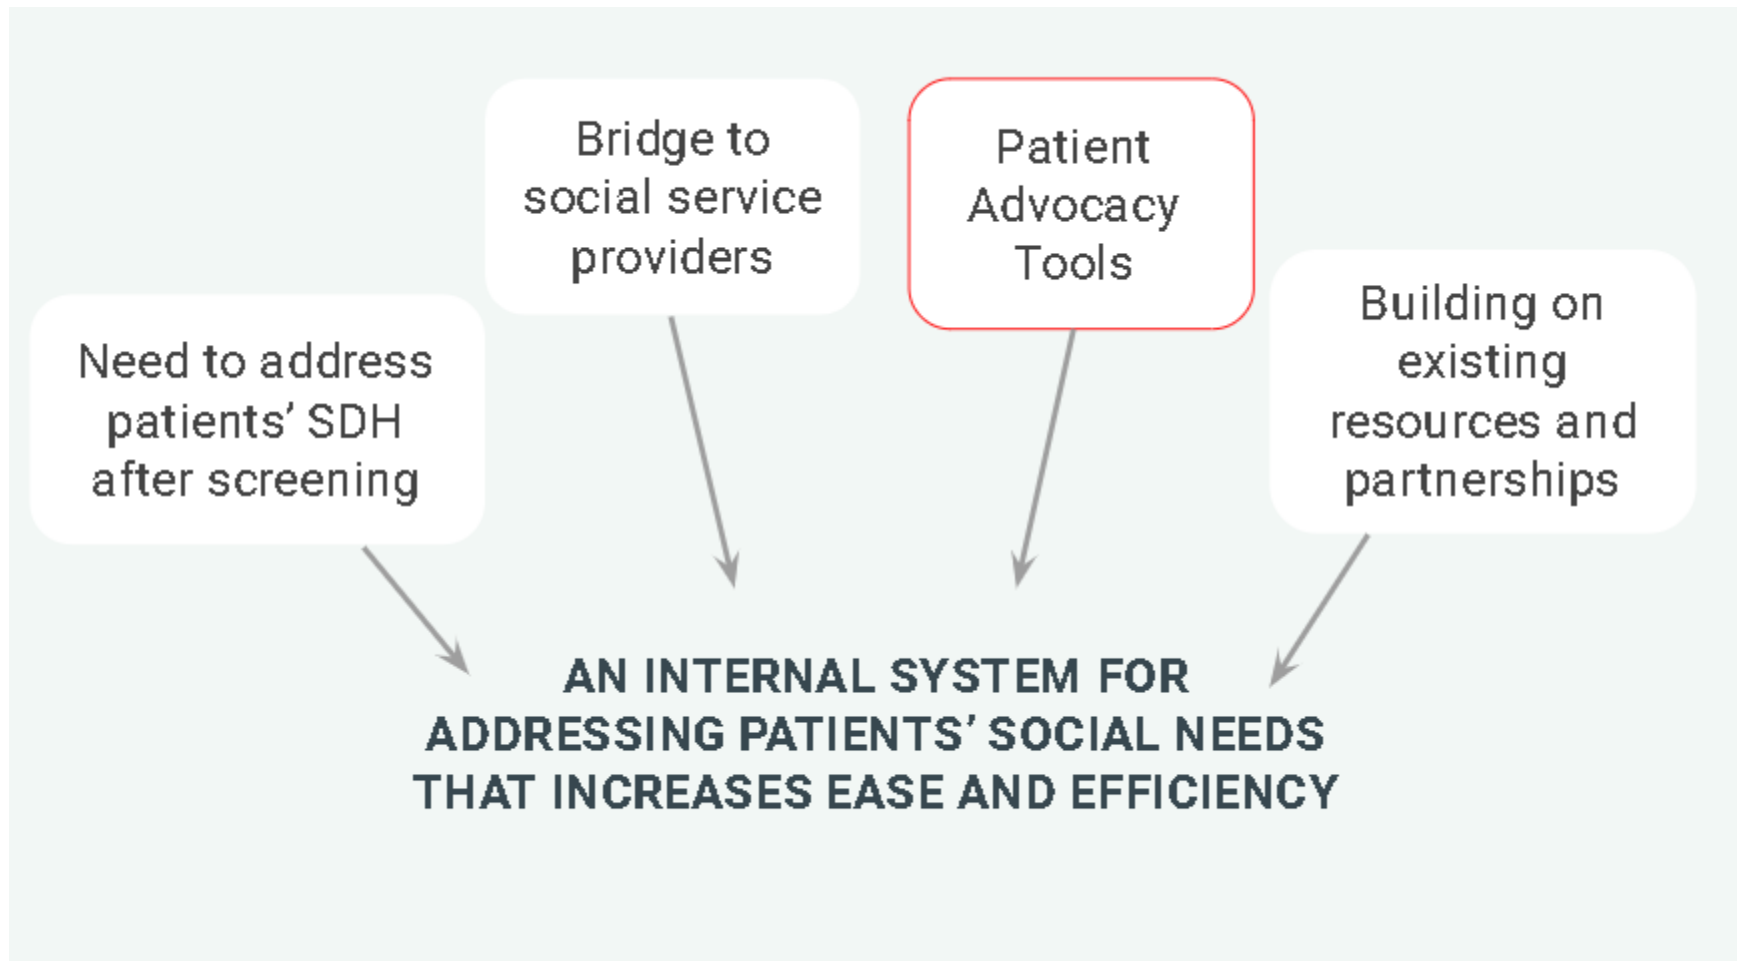 Need to address
patients’ SDH
after screening
Bridge to
social service
providers
Patient
Advocacy
Tools
Building on
existing
resources and
partnerships
AN INTERNAL SYSTEM FOR
ADDRESSING PATIENTS’ SOCIAL NEEDS
THAT INCREASES EASE AND EFFICIENCY